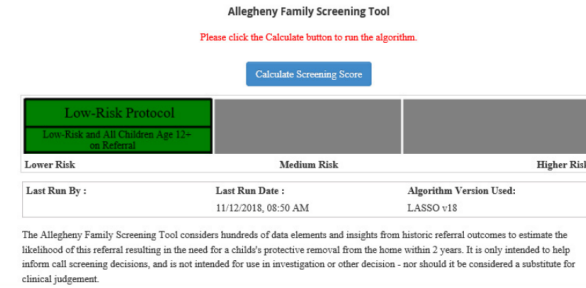 Allegheny Family Screening Tool
Please click the Calculate button to run the algorithm.
Calculate Screening Score
Low-Risk Protocol
Low-Risk and All Children Age 12+
on Referral
Lower Risk Medium Risk Higher Risk
Last Run By : Last Run Date : Algorithm Version Used:
11/12/2018, 08:50 AM LASSO v18
The Allegheny Family Screening Tool considers hundreds of data elements and insights from historic referral outcomes to estimate the
likelihood of this referral resulting in the need for a childs's protective removal from the home within 2 years. It is only intended to help
inform call screening decisions, and is not intended for use in investigation or other decision - nor should it be considered a substitute for
clinical judgement.